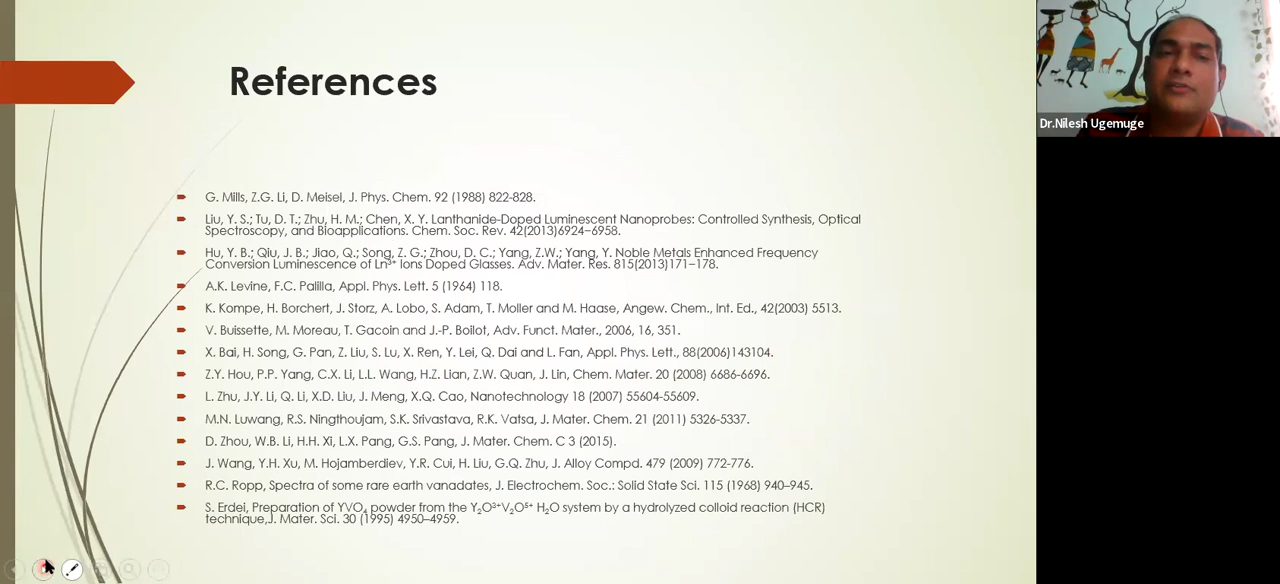 References
G. Mills, Z.G. Li, D. Meisel, J. Phys. Chem. 92 (1988) 822-828.
Liu, Y. S.; Tu, D. T.; Zhu, H. M.; Chen, X. Y. Lanthanide-Doped Luminescent Nanoprobes: Controlled Synthesis, Optical
Spectroscopy, and Bioapplications. Chem. Soc. Rev. 42(2013)6924−6958.
Hu, Y. B.; Qiu, J. B.; Jiao, Q.; Song, Z. G.; Zhou, D. C.; Yang, Z.W.; Yang, Y. Noble Metals Enhanced Frequency
Conversion Luminescence of Ln³⁺ Ions Doped Glasses. Adv. Mater. Res. 815(2013)171−178.
A.K. Levine, F.C. Palilla, Appl. Phys. Lett. 5 (1964) 118.
K. Kompe, H. Borchert, J. Storz, A. Lobo, S. Adam, T. Moller and M. Haase, Angew. Chem., Int. Ed., 42(2003) 5513.
V. Buissette, M. Moreau, T. Gacoin and J.-P. Boilot, Adv. Funct. Mater., 2006, 16, 351.
X. Bai, H. Song, G. Pan, Z. Liu, S. Lu, X. Ren, Y. Lei, Q. Dai and L. Fan, Appl. Phys. Lett., 88(2006)143104.
Z.Y. Hou, P.P. Yang, C.X. Li, L.L. Wang, H.Z. Lian, Z.W. Quan, J. Lin, Chem. Mater. 20 (2008) 6686-6696.
L. Zhu, J.Y. Li, Q. Li, X.D. Liu, J. Meng, X.Q. Cao, Nanotechnology 18 (2007) 55604-55609.
M.N. Luwang, R.S. Ningthoujam, S.K. Srivastava, R.K. Vatsa, J. Mater. Chem. 21 (2011) 5326-5337.
D. Zhou, W.B. Li, H.H. Xi, L.X. Pang, G.S. Pang, J. Mater. Chem. C 3 (2015).
J. Wang, Y.H. Xu, M. Hojamberdiev, Y.R. Cui, H. Liu, G.Q. Zhu, J. Alloy Compd. 479 (2009) 772-776.
R.C. Ropp, Spectra of some rare earth vanadates, J. Electrochem. Soc.: Solid State Sci. 115 (1968) 940–945.
S. Erdei, Preparation of YVO₄ powder from the Y₂O³⁺V₂O⁵⁺ H₂O system by a hydrolyzed colloid reaction (HCR)
technique,J. Mater. Sci. 30 (1995) 4950–4959.
Dr.Nilesh Ugemuge